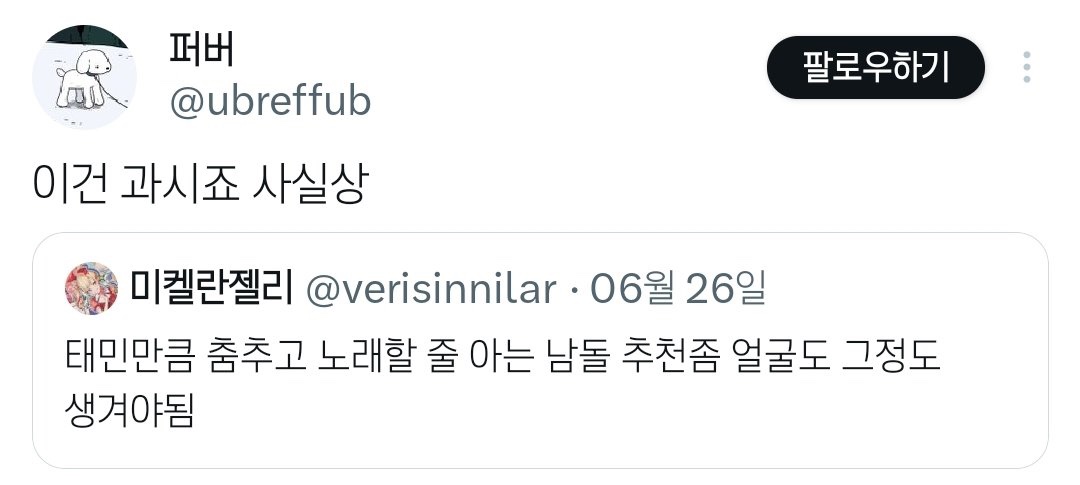 퍼버
팔로우하기
@ubreffub
이건 과시죠 사실상
미켈란젤리 @verisinnilar · 06월 26일
태민만큼 춤추고 노래할 줄 아는 남돌 추천좀 얼굴도 그정도
생겨야됨